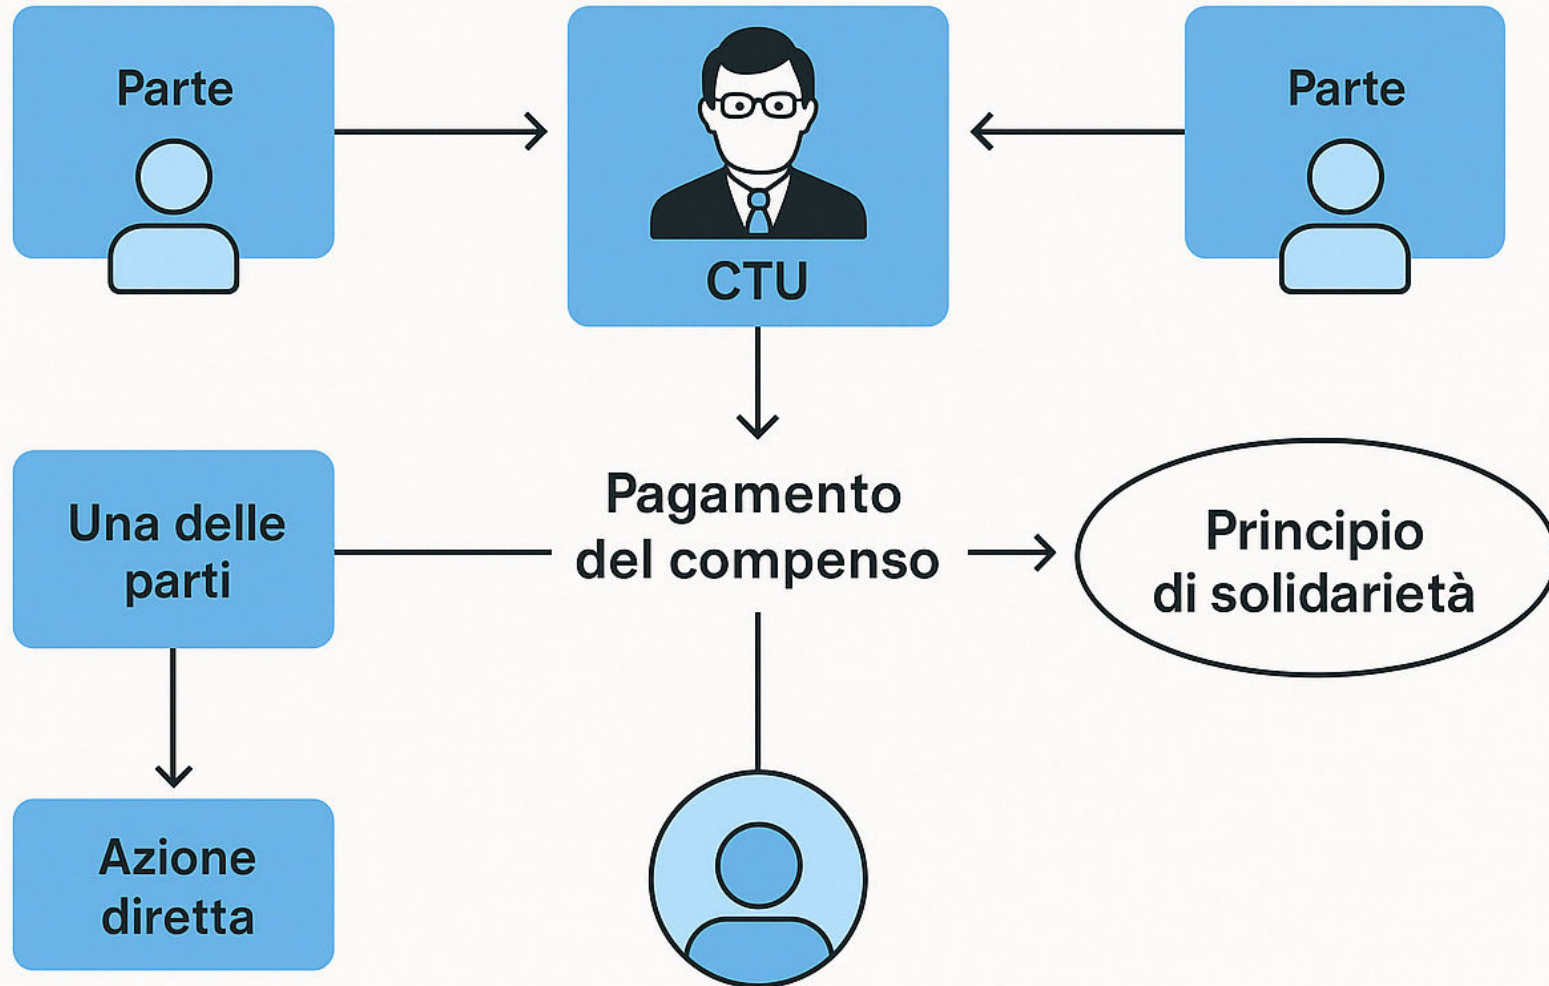 Parte
CTU
Parte
Una delle
parti
Pagamento
del compenso
Principio
di solidarietà
Azione
diretta